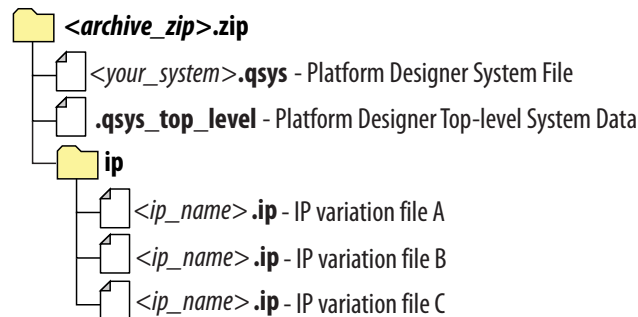 <archive_zip>.zip
<your_system>.qsys - Platform Designer System File
.qsys_top_level - Platform Designer Top-level System Data
ip
<ip_name>.ip - IP variation file A
<ip_name>.ip - IP variation file B
<ip_name>.ip - IP variation file C